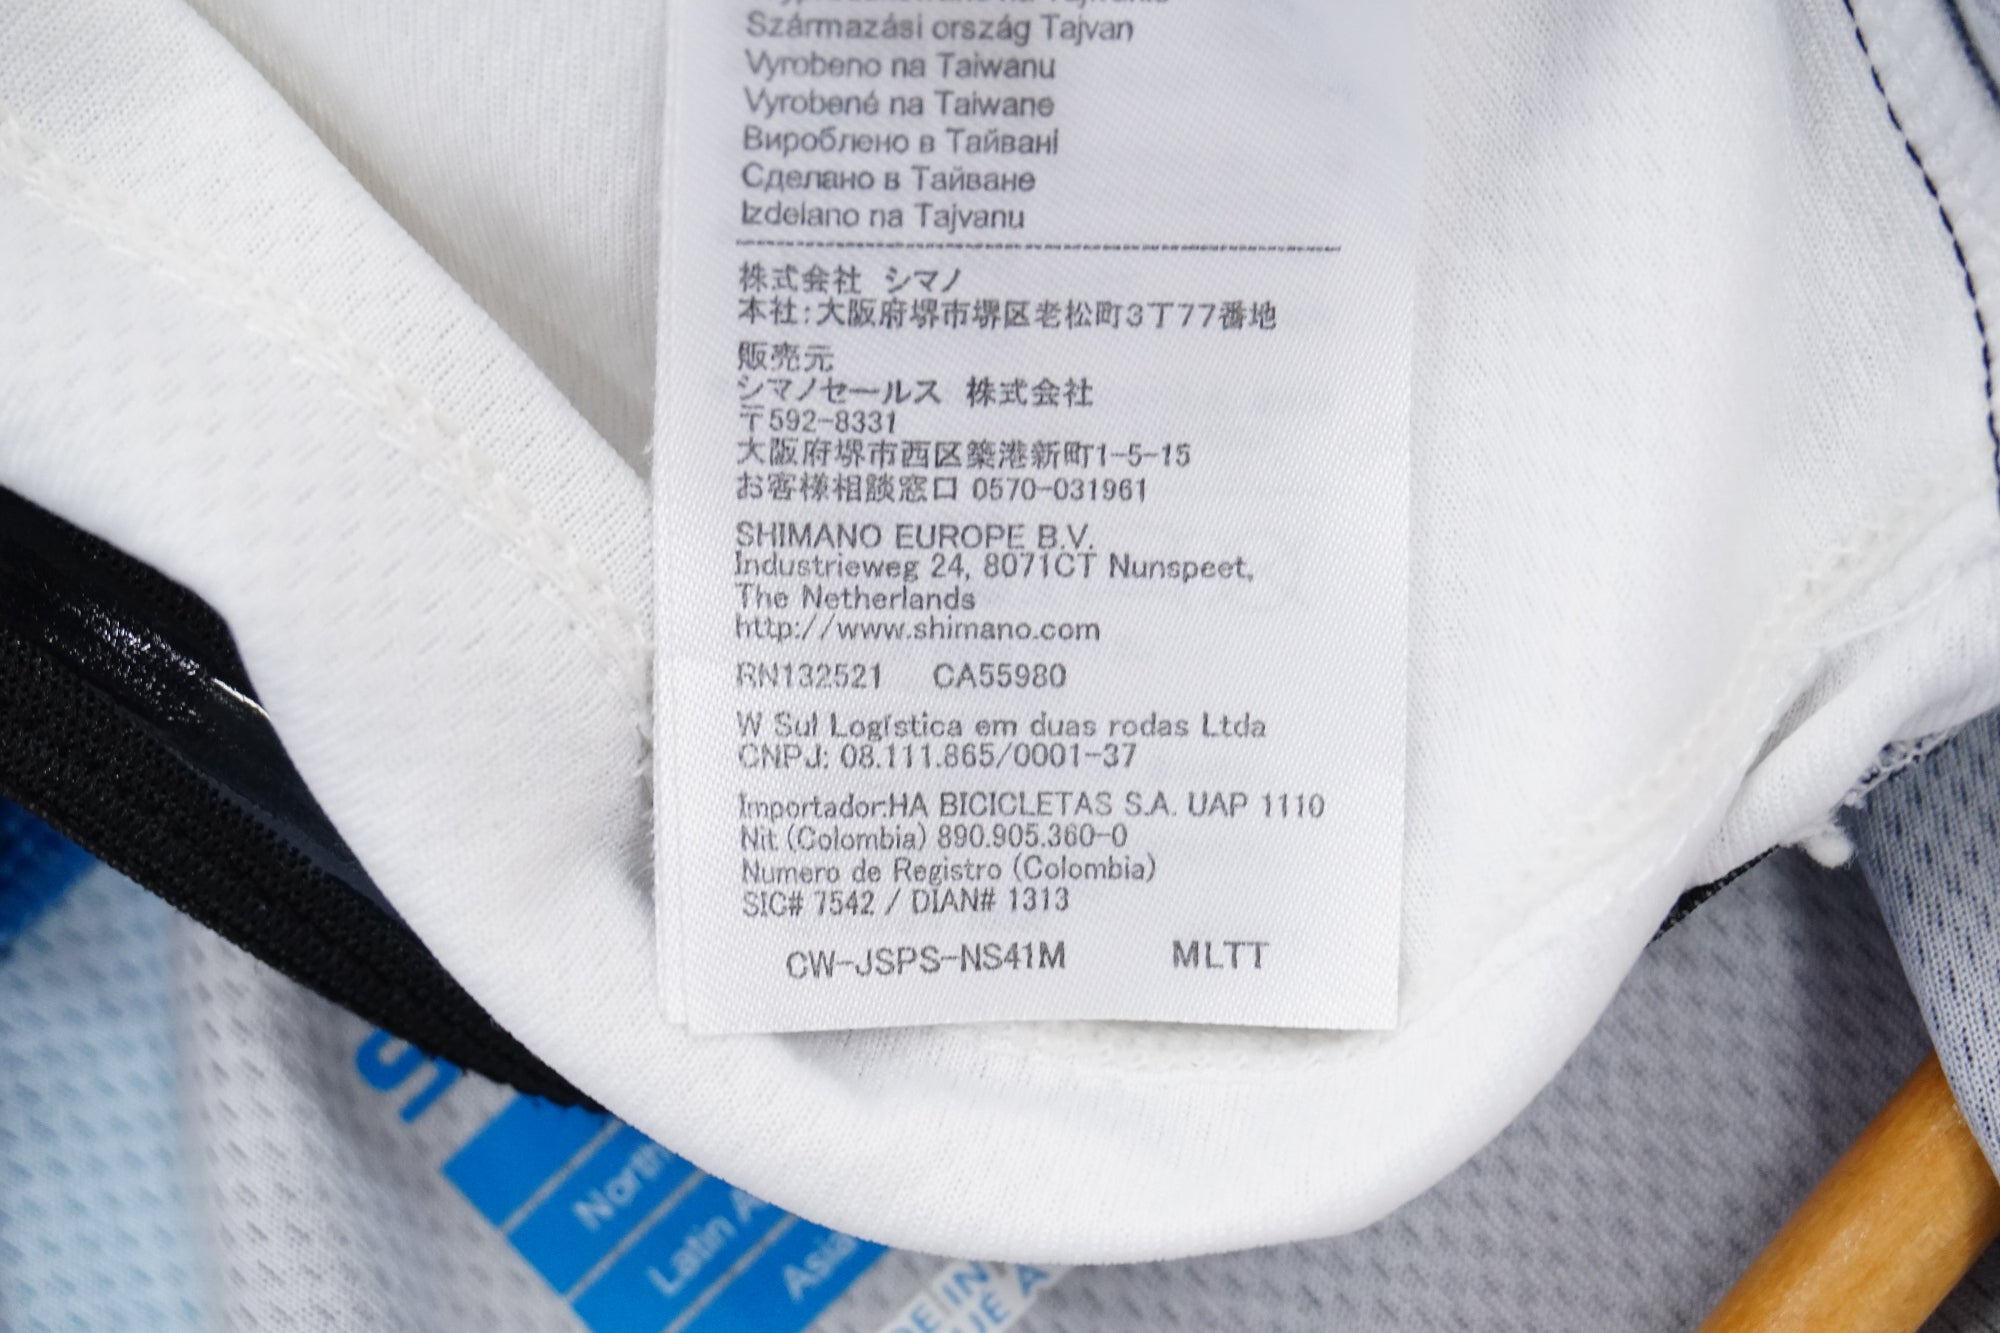 Származási ország Tajvan
Vyrobeno na Taiwanu
Vyrobené na Taiwane
Вироблено в Тайвані
Сделано в Тайване
Izdelano na Tajvanu
株式会社 シマノ
本社:大阪府堺市堺区老松町3丁77番地
販売元
シマノセールス 株式会社
〒592-8331
大阪府堺市西区築港新町1-5-15
お客様相談窓口 0570-031961
SHIMANO EUROPE B.V.
Industrieweg 24, 8071CT Nunspeet,
The Netherlands
http://www.shimano.com
RN132521 CA55980
W Sul Logística em duas rodas Ltda
CNPJ: 08.111.865/0001-37
Importador:HA BICICLETAS S.A. UAP 1110
Nit (Colombia) 890.905.360-0
Numero de Registro (Colombia)
SIC# 7542 / DIAN# 1313
CW-JSPS-NS41M MLTT
North
Latin A
Asia
DE IN